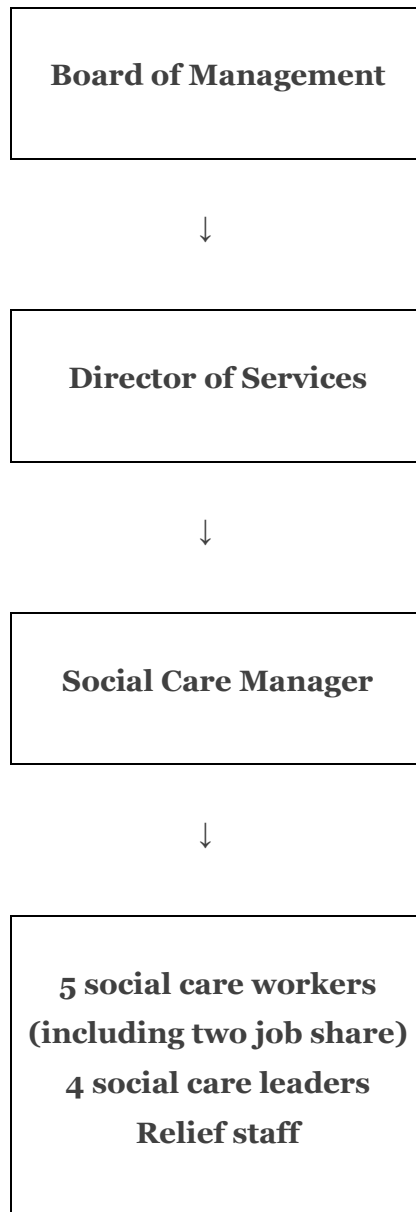 Board of Management
↓
Director of Services
↓
Social Care Manager
↓
5 social care workers
(including two job share)
4 social care leaders
Relief staff